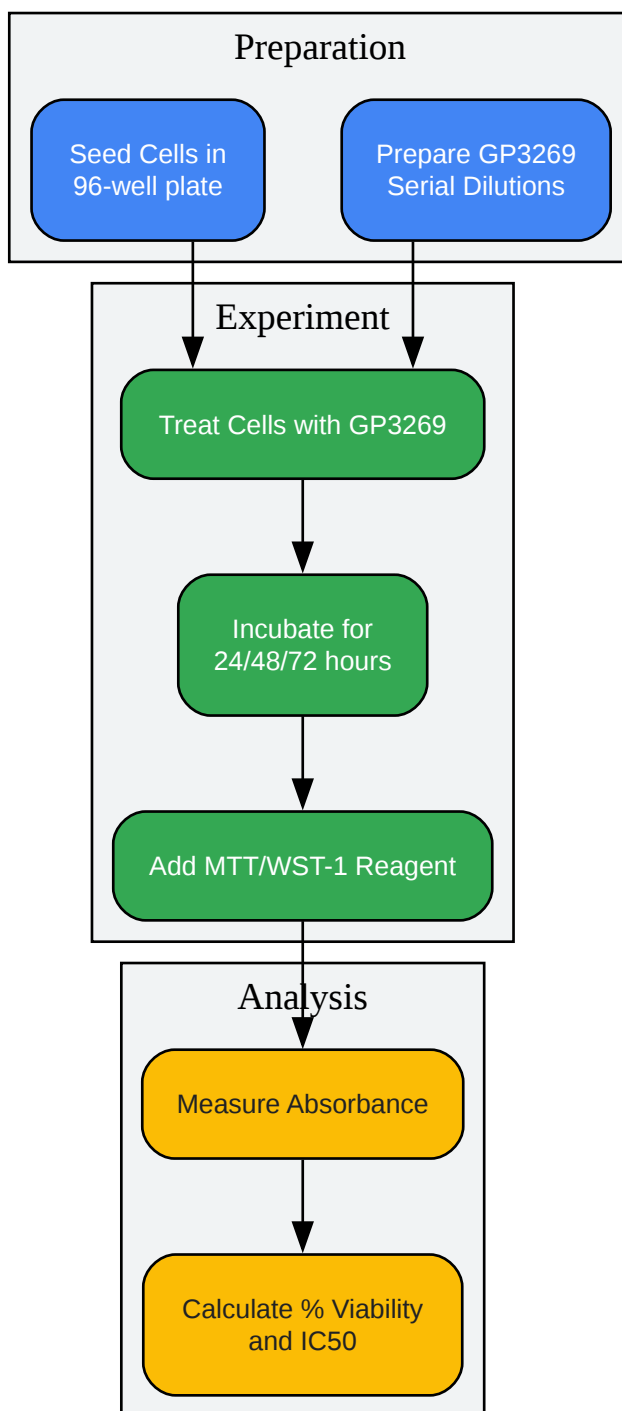 Preparation
Seed Cells in
96-well plate
Prepare GP3269
Serial Dilutions
Experiment
Treat Cells with GP3269
Incubate for
24/48/72 hours
Add MTT/WST-1 Reagent
Analysis
Measure Absorbance
Calculate % Viability
and IC50